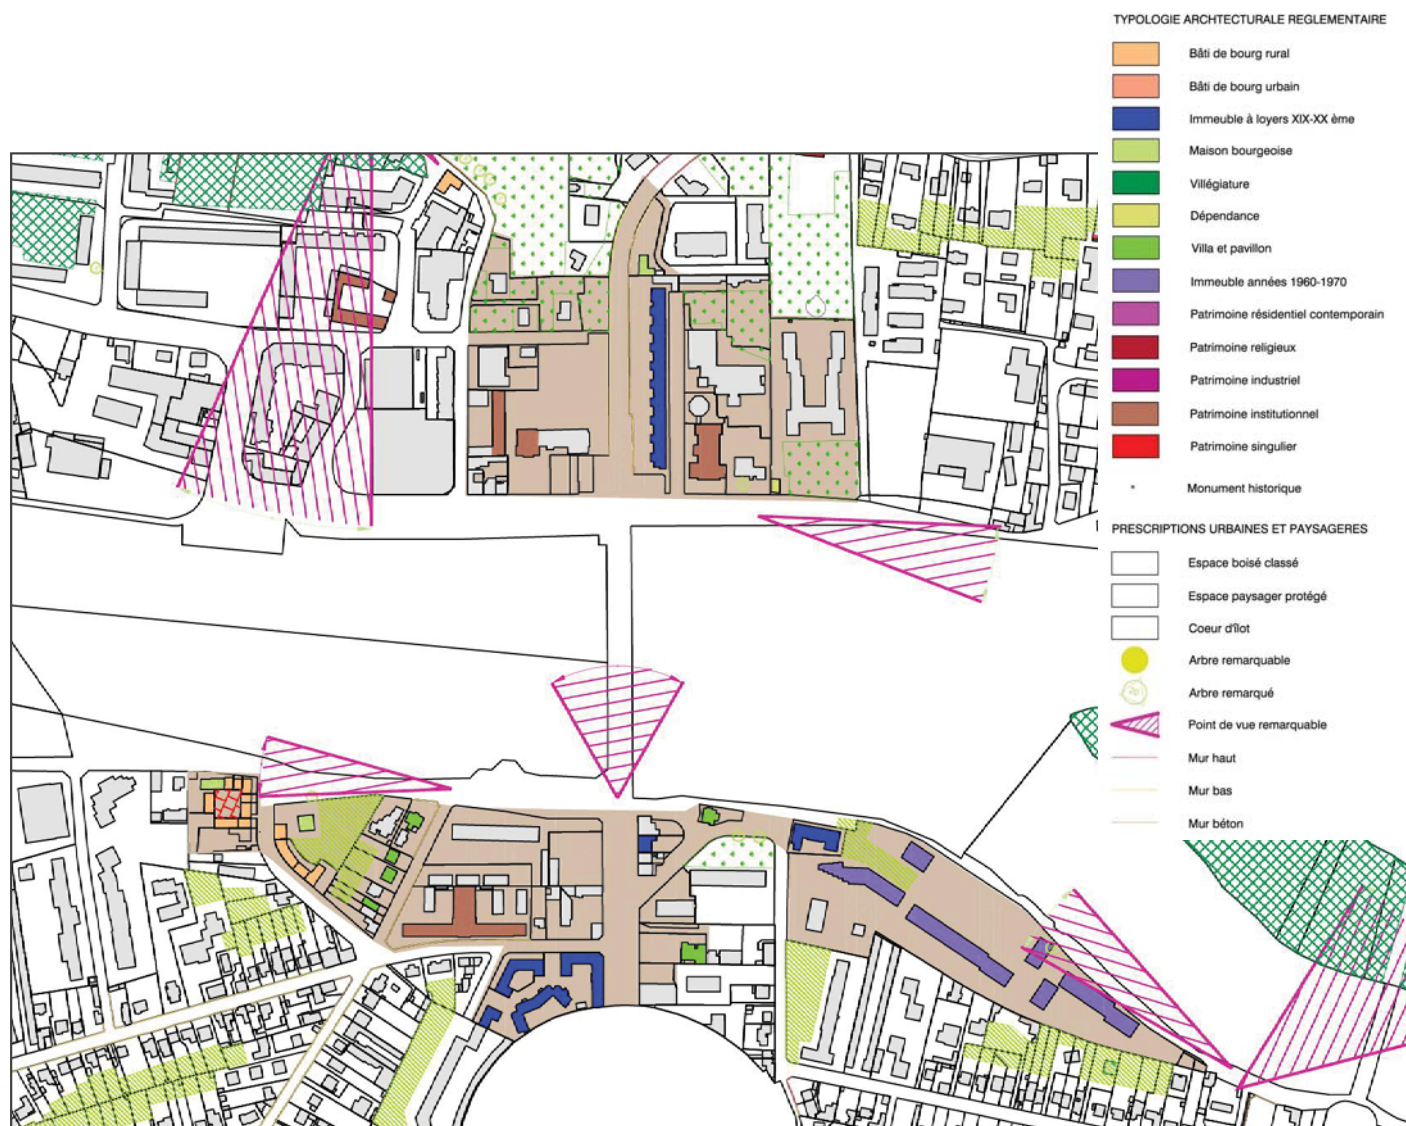 TYPOLOGIE ARCHTECTURALE REGLEMENTAIRE
Bâti de bourg rural
Bâti de bourg urbain
Immeuble à loyers XIX-XX ème
Maison bourgeoise
Villégiature
Dépendance
Villa et pavillon
Immeuble années 1960-1970
Patrimoine résidentiel contemporain
Patrimoine religieux
Patrimoine industriel
Patrimoine institutionnel
Patrimoine singulier
Monument historique
PRESCRIPTIONS URBAINES ET PAYSAGERES
Espace boisé classé
Espace paysager protégé
Coeur d'îlot
Arbre remarquable
Arbre remarqué
Point de vue remarquable
Mur haut
Mur bas
Mur béton